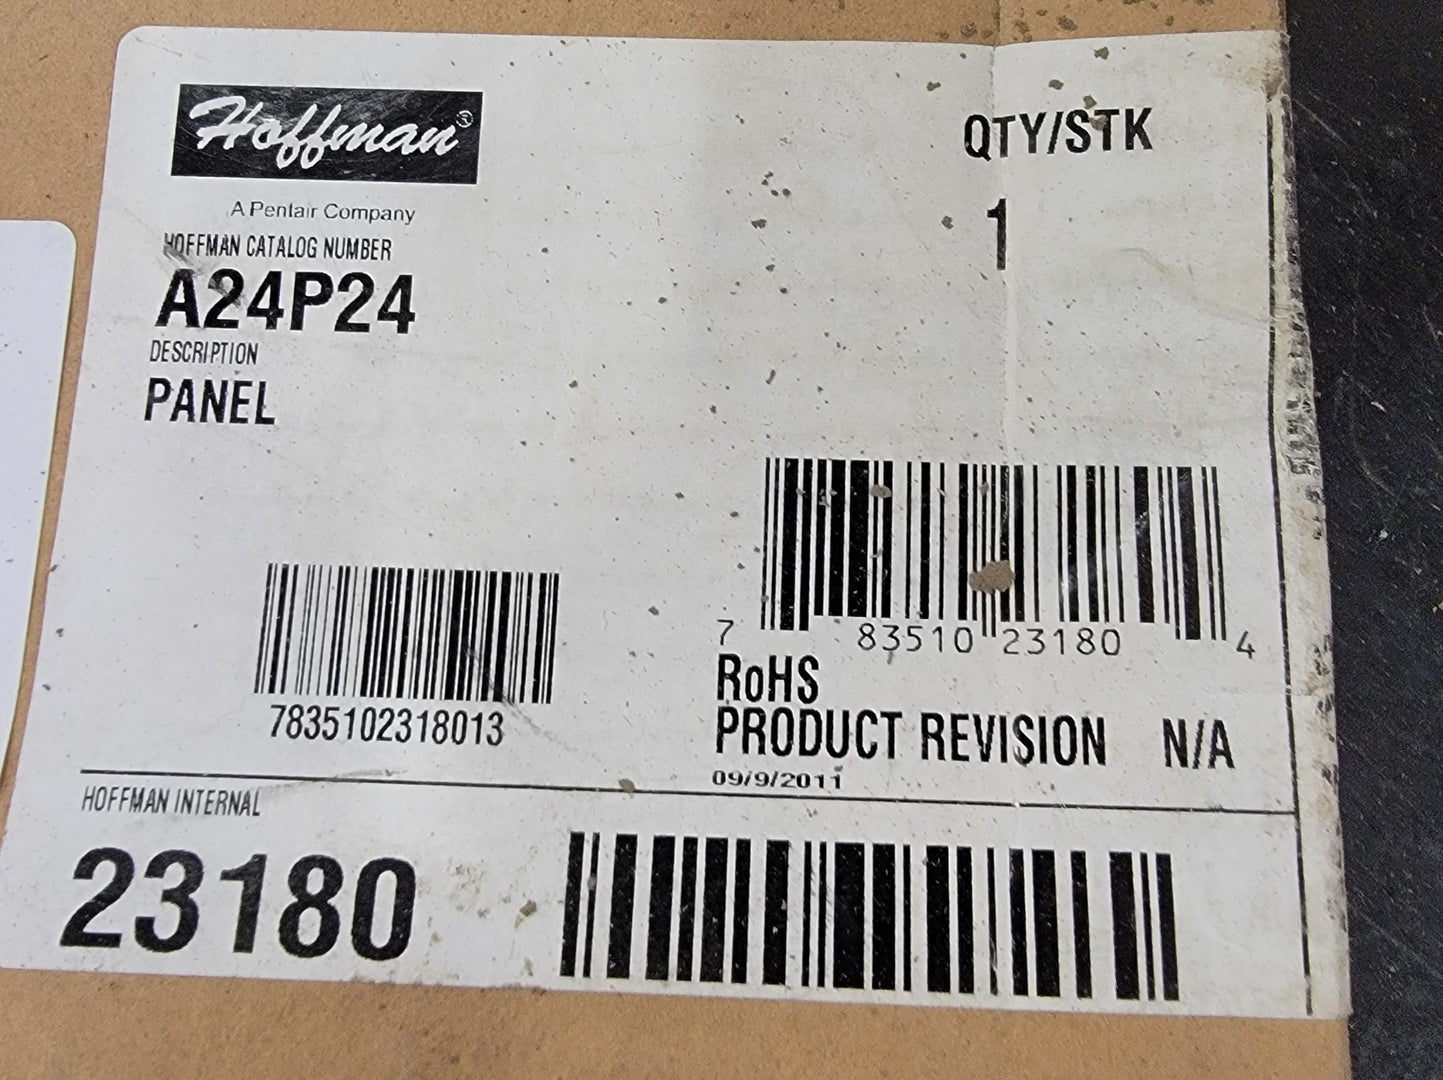 Hoffman®
A Pentair Company
HOFFMAN CATALOG NUMBER
A24P24
DESCRIPTION
PANEL
QTY/STK
1
7835102318013
7 83510 23180 4
RoHS
PRODUCT REVISION N/A
09/9/2011
HOFFMAN INTERNAL
23180